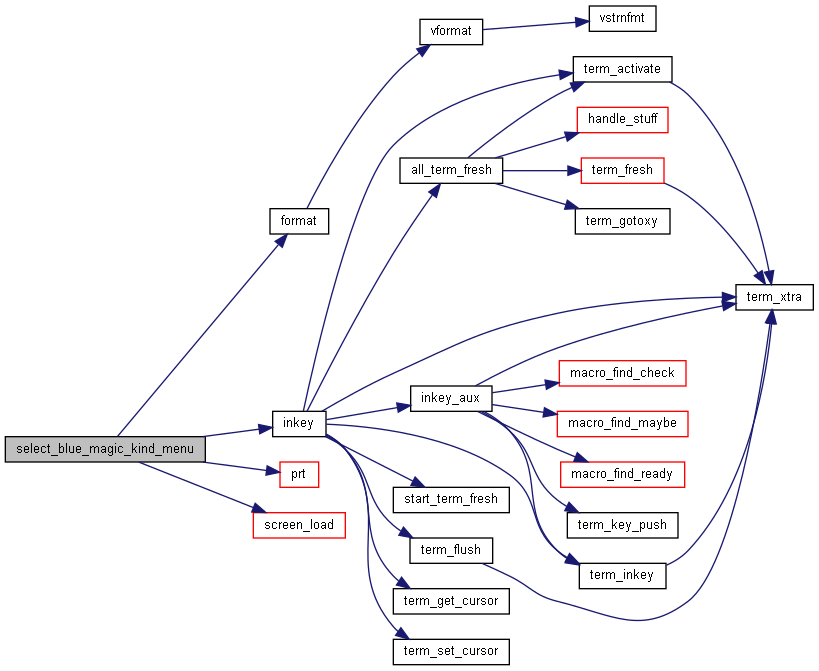 vstrnfmt
vformat
term_activate
handle_stuff
all_term_fresh
term_fresh
format
term_gotoxy
term_xtra
macro_find_check
inkey_aux
inkey
macro_find_maybe
select_blue_magic_kind_menu
prt
macro_find_ready
start_term_fresh
screen_load
term_key_push
term_flush
term_inkey
term_get_cursor
term_set_cursor